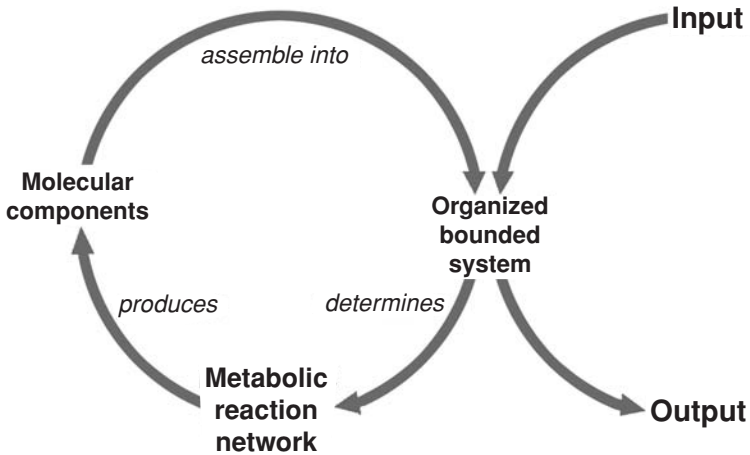 Input
assemble into
Molecular
components
Organized
bounded
system
produces
determines
Metabolic
reaction
network
Output